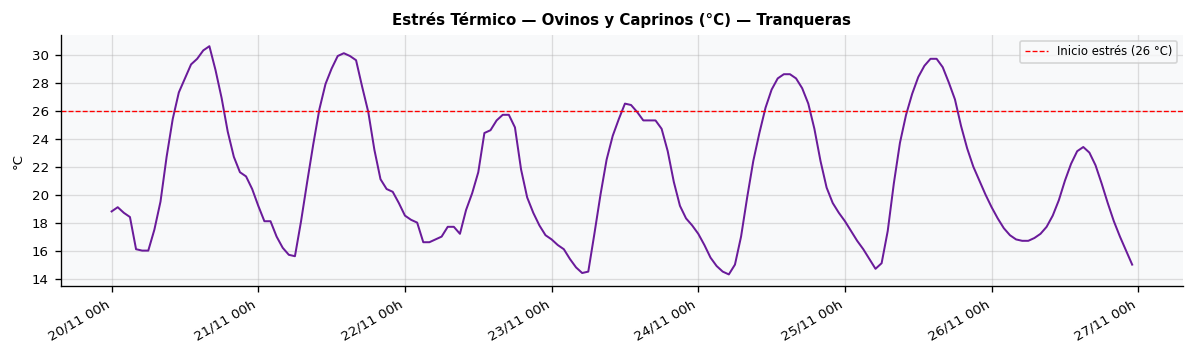 Estrés Térmico — Ovinos y Caprinos (°C) — Tranqueras
Inicio estrés (26 °C)
°C
30
28
26
24
22
20
18
16
14
20/11 00h
21/11 00h
22/11 00h
23/11 00h
24/11 00h
25/11 00h
26/11 00h
27/11 00h